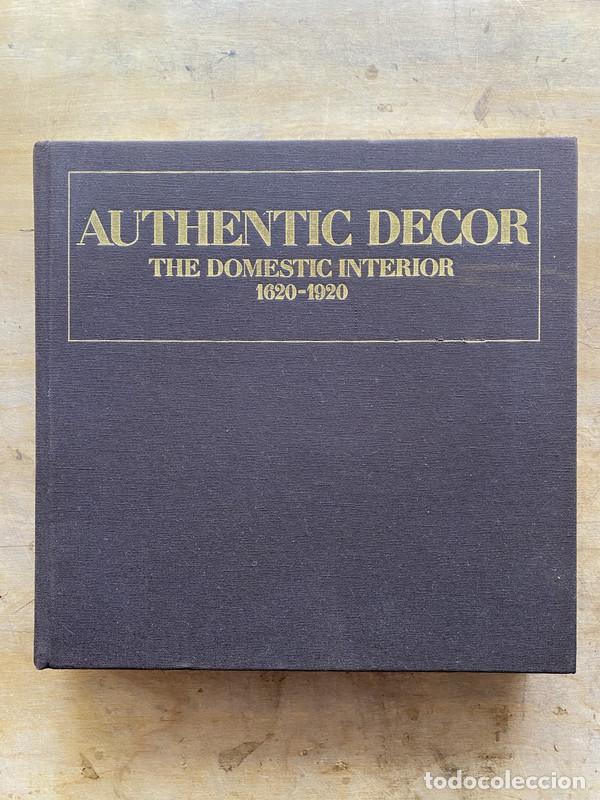 AUTHENTIC DECOR
THE DOMESTIC INTERIOR
1620-1920
todocoleccion